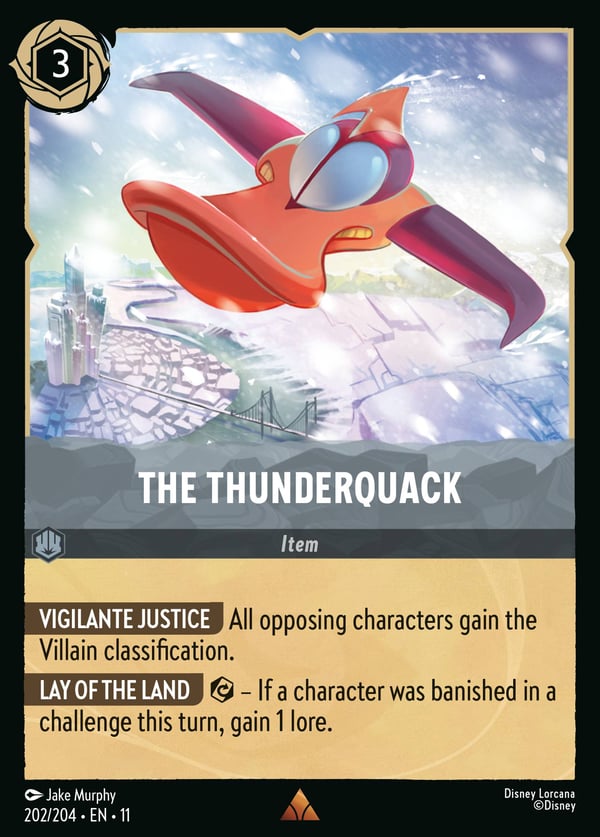 3
THE THUNDERQUACK
Item
VIGILANTE JUSTICE All opposing characters gain the
Villain classification.
LAY OF THE LAND – If a character was banished in a
challenge this turn, gain 1 lore.
Jake Murphy
202/204 • EN • 11
Disney Lorcana
©Disney